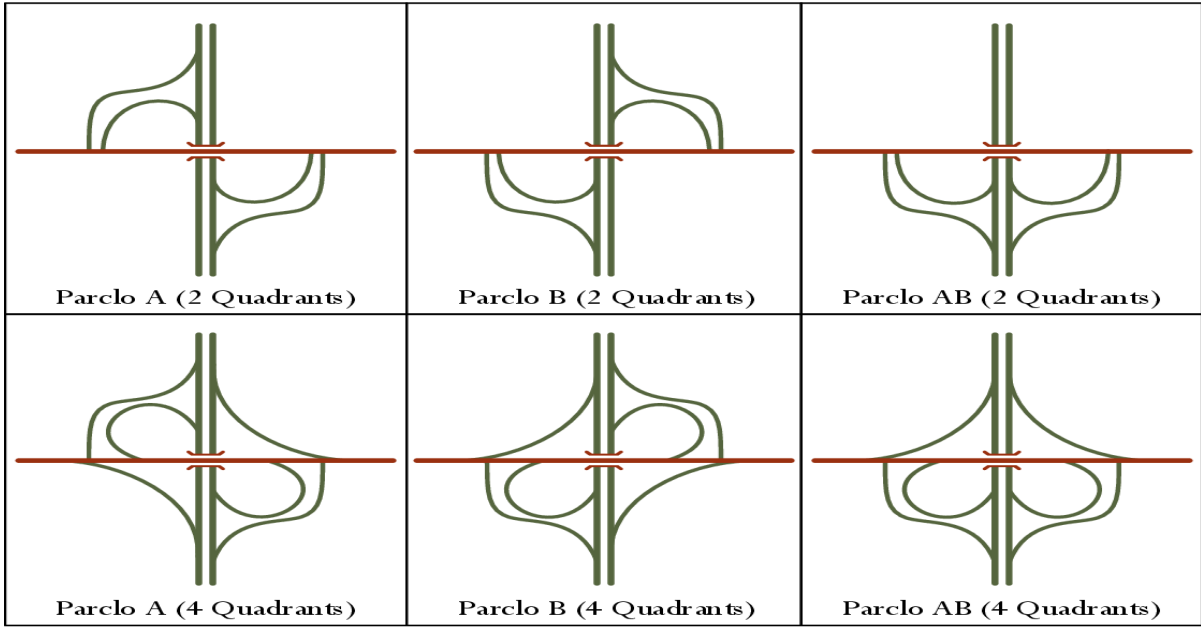 Parclo A (2 Quadrants)
Parclo B (2 Quadrants)
Parclo AB (2 Quadrants)
Parclo A (4 Quadrants)
Parclo B (4 Quadrants)
Parclo AB (4 Quadrants)